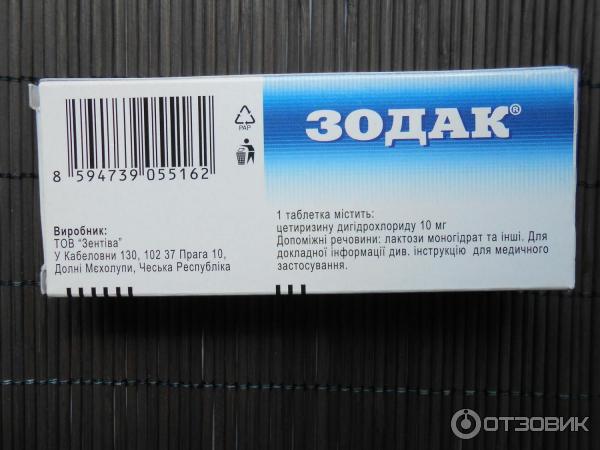 8 594739 055162
PAP
ЗОДАК®
Виробник:
ТОВ "Зентіва"
У Кабеловни 130, 102 37 Прага 10,
Долні Мєхолупи, Чеська Республіка
1 таблетка містить:
цетиризину дигідрохлориду 10 мг
Допоміжні речовини: лактози моногідрат та інші. Для
докладної інформації див. інструкцію для медичного
застосування.
ОТЗОВИК